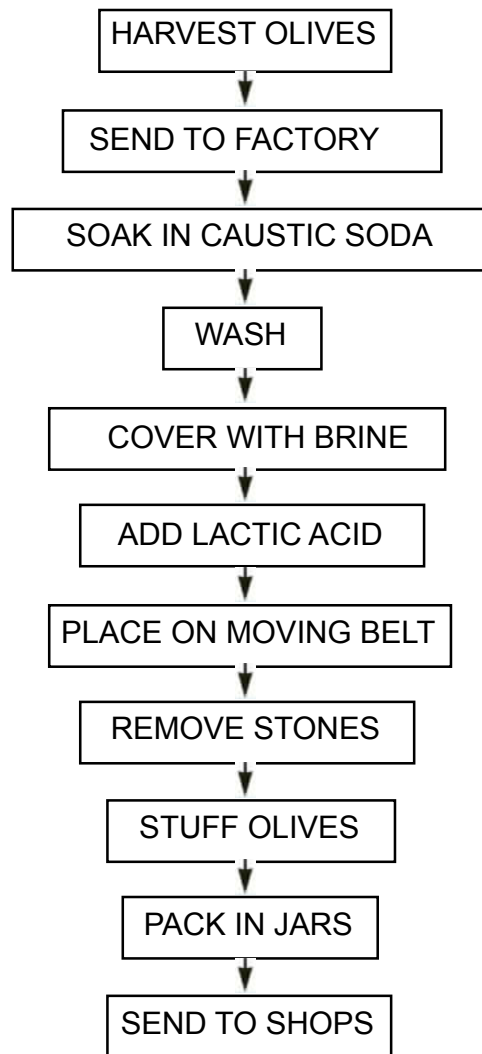 HARVEST OLIVES
SEND TO FACTORY
SOAK IN CAUSTIC SODA
WASH
COVER WITH BRINE
ADD LACTIC ACID
PLACE ON MOVING BELT
REMOVE STONES
STUFF OLIVES
PACK IN JARS
SEND TO SHOPS